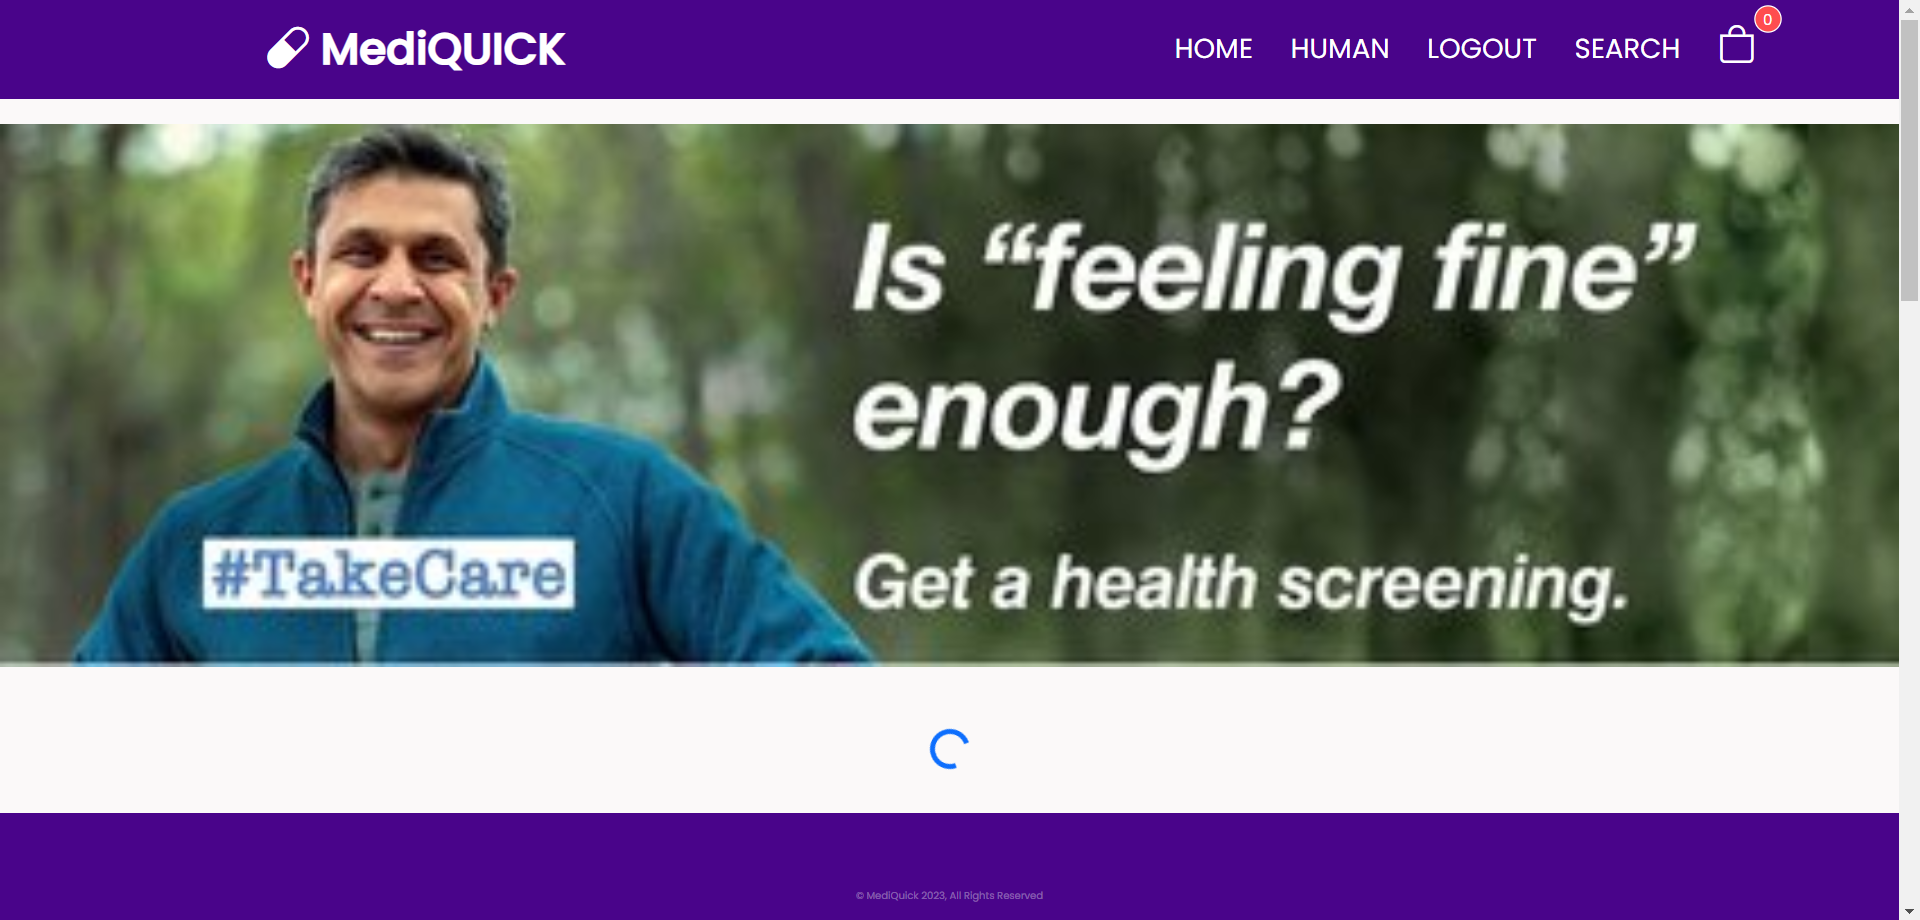 MediQUICK
HOME HUMAN LOGOUT SEARCH 0
Is “feeling fine”
enough?
#TakeCare
Get a health screening.
© MediQuick 2023, All Rights Reserved